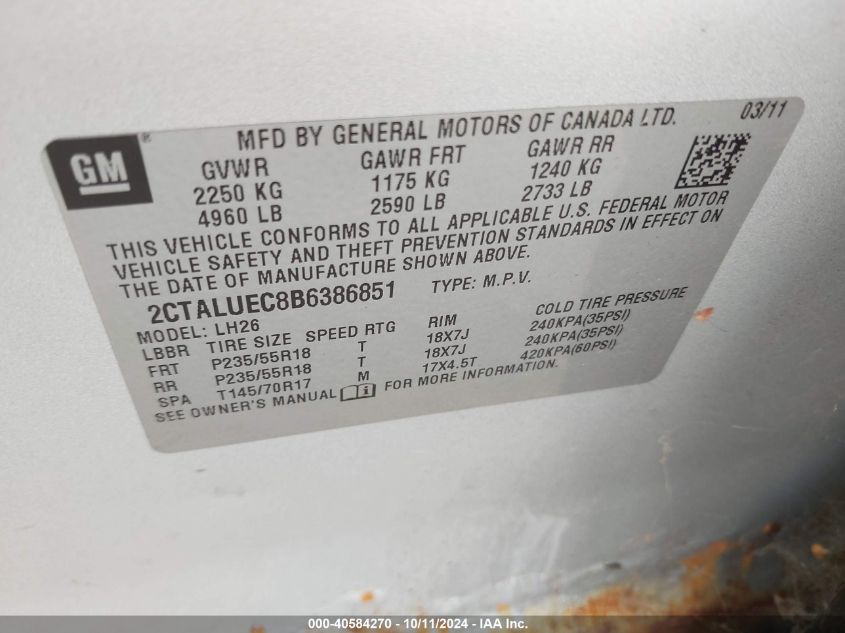 GM ®
MFD BY GENERAL MOTORS OF CANADA LTD. 03/11
GVWR GAWR FRT GAWR RR
2250 KG 1175 KG 1240 KG
4960 LB 2590 LB 2733 LB
THIS VEHICLE CONFORMS TO ALL APPLICABLE U.S. FEDERAL MOTOR
VEHICLE SAFETY AND THEFT PREVENTION STANDARDS IN EFFECT ON
THE DATE OF MANUFACTURE SHOWN ABOVE.
2CTALUEC8B6386851 TYPE: M.P.V.
MODEL: LH26
LBBR TIRE SIZE SPEED RTG RIM COLD TIRE PRESSURE
FRT P235/55R18 T 18X7J 240KPA(35PSI)
RR P235/55R18 T 18X7J 240KPA(35PSI)
SPA T145/70R17 M 17X4.5T 420KPA(60PSI)
SEE OWNER'S MANUAL FOR MORE INFORMATION.
000-40584270 - 10/11/2024 - IAA Inc.